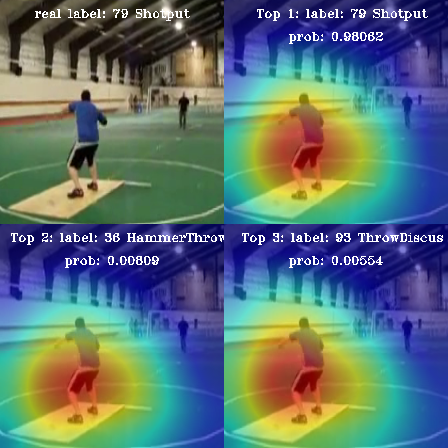 real label: 79 Shotput
Top 1: label: 79 Shotput
prob: 0.98062
Top 2: label: 36 HammerThrow
prob: 0.00809
Top 3: label: 93 ThrowDiscus
prob: 0.00554